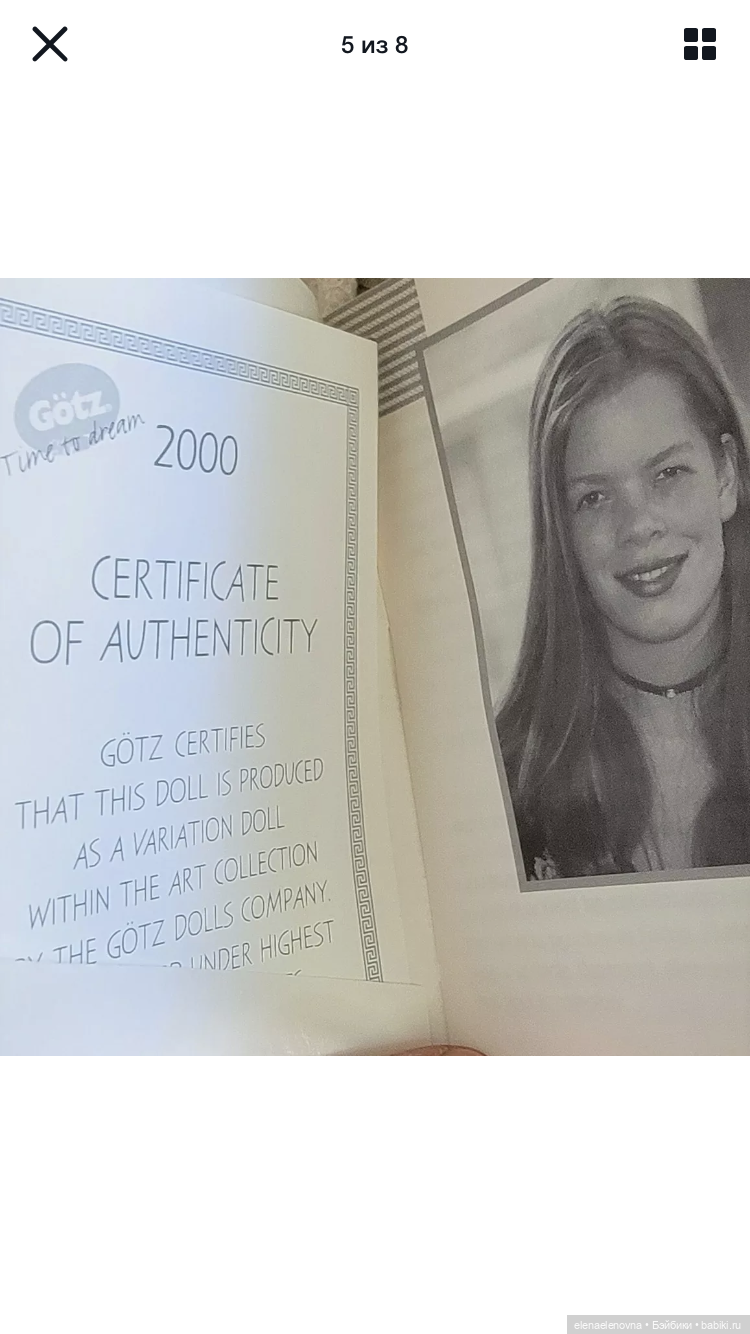 5 из 8
Götz
Time to dream
2000
CERTIFICATE
OF AUTHENTICITY
GÖTZ CERTIFIES
THAT THIS DOLL IS PRODUCED
AS A VARIATION DOLL
WITHIN THE ART COLLECTION
THE GÖTZ DOLLS COMPANY.
UNDER HIGHEST
elenaelenovna • Бэйбики • babiki.ru